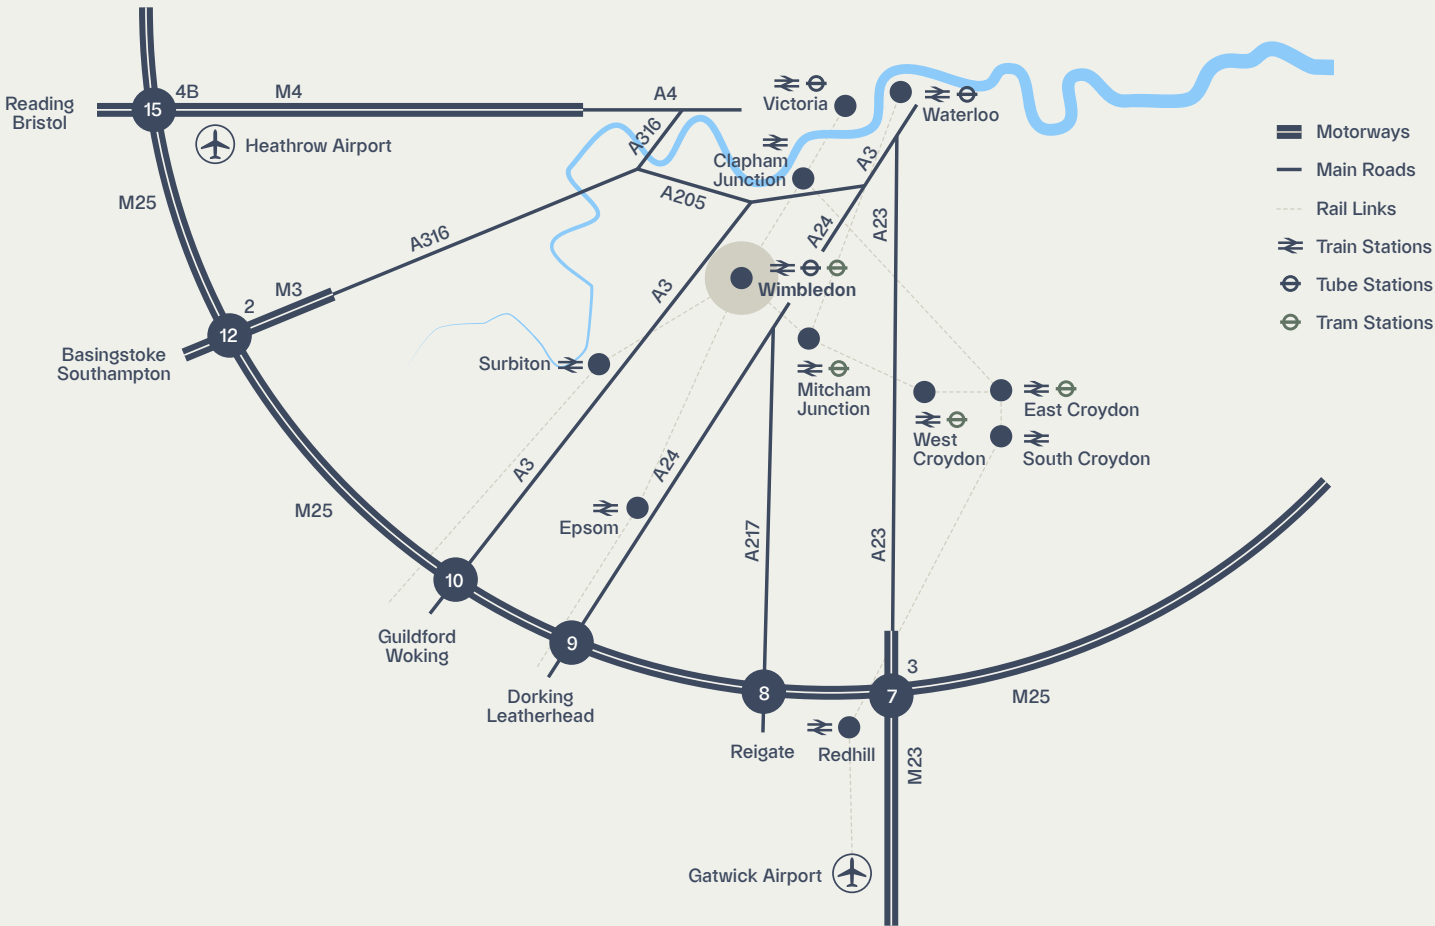 Victoria
Waterloo
4B
M4
A4
Reading
Bristol
15
Heathrow Airport
A316
Clapham
Junction
A3
Motorways
Main Roads
Rail Links
Train Stations
Tube Stations
Tram Stations
M25
A205
A316
A24
A23
Wimbledon
M3
2
12
A3
Basingstoke
Southampton
Surbiton
Mitcham
Junction
East Croydon
West
Croydon
South Croydon
A3
A24
M25
Epsom
A217
A23
10
Guildford
Woking
9
Dorking
Leatherhead
8
3
7
M25
Reigate
Redhill
M23
Gatwick Airport